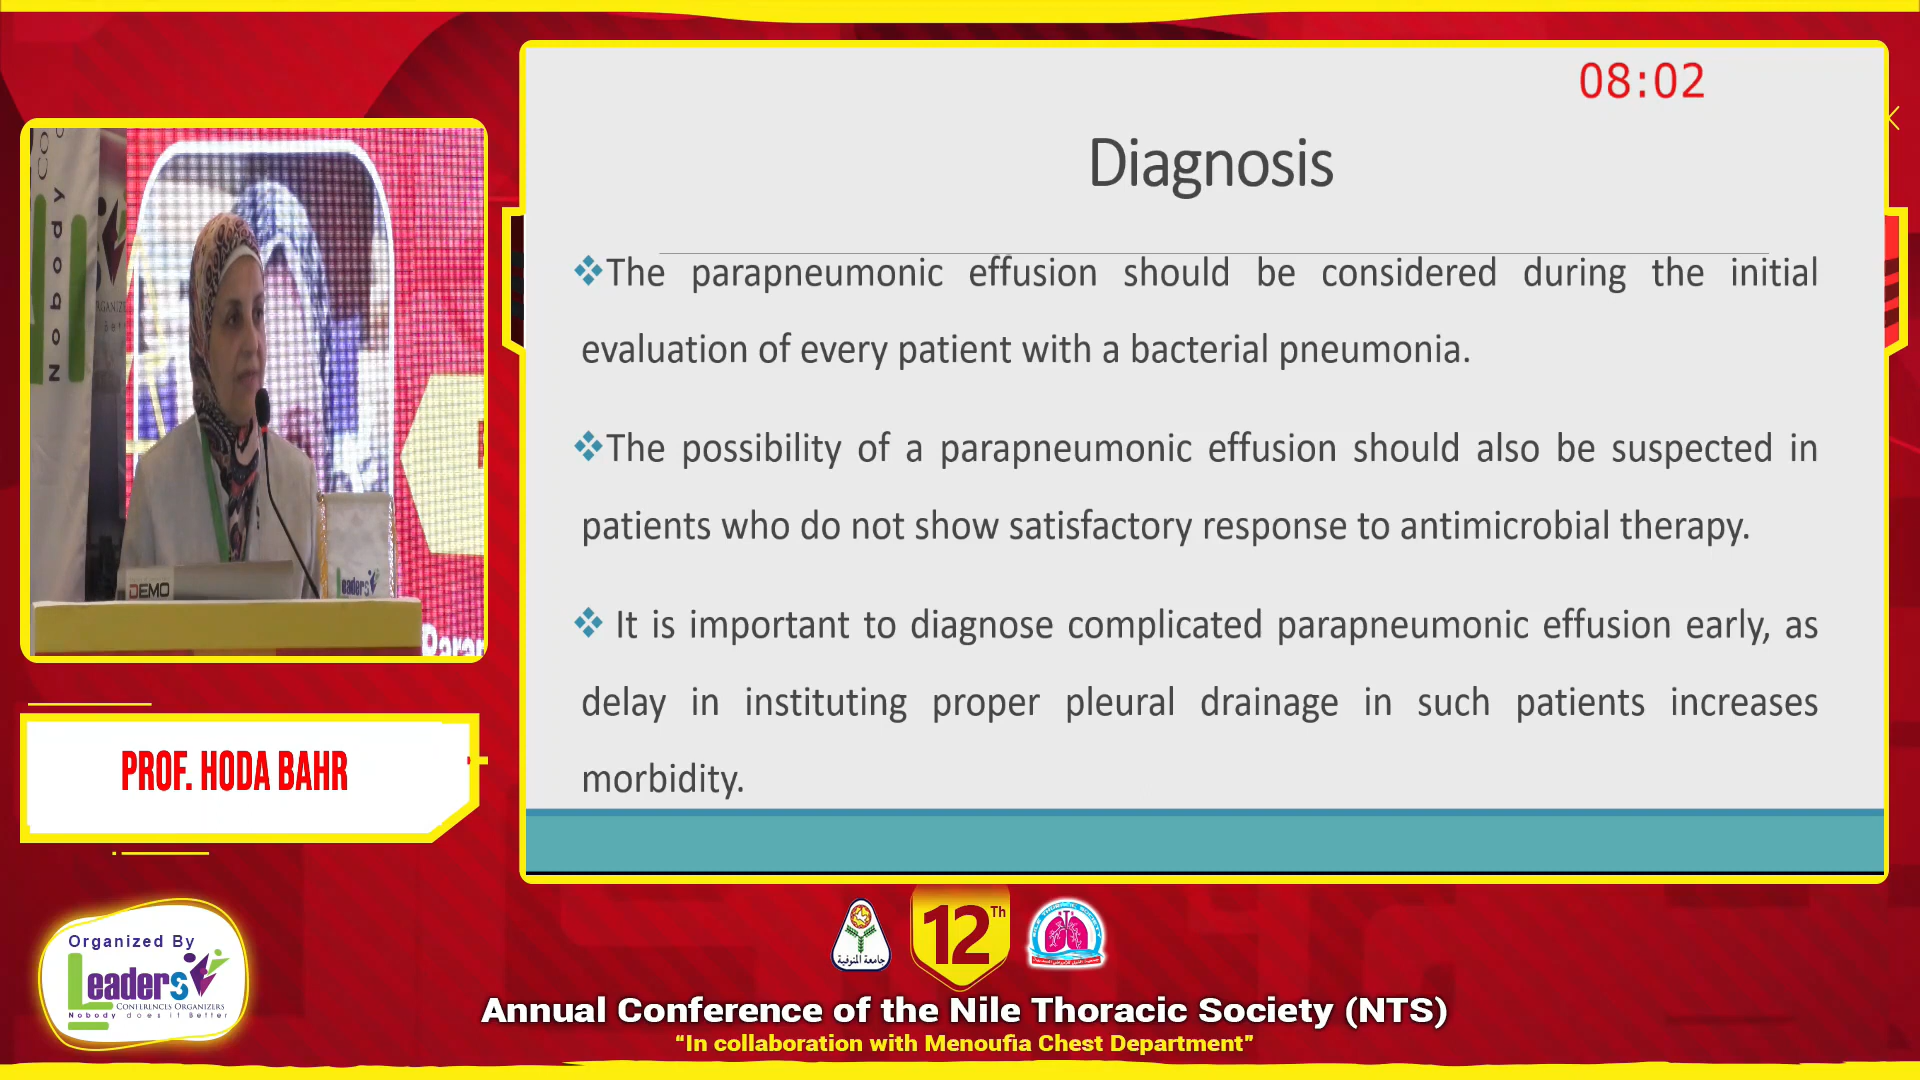 08:02
Diagnosis
❖The parapneumonic effusion should be considered during the initial
evaluation of every patient with a bacterial pneumonia.
❖The possibility of a parapneumonic effusion should also be suspected in
patients who do not show satisfactory response to antimicrobial therapy.
❖ It is important to diagnose complicated parapneumonic effusion early, as
delay in instituting proper pleural drainage in such patients increases
morbidity.
Nobody
DEMO
Leaders
PROF. HODA BAHR
Organized By
Leaders
CONFERENCES ORGANIZERS
Nobody does it Better
جامعة المنوفية
12Th
Annual Conference of the Nile Thoracic Society (NTS)
“In collaboration with Menoufia Chest Department”